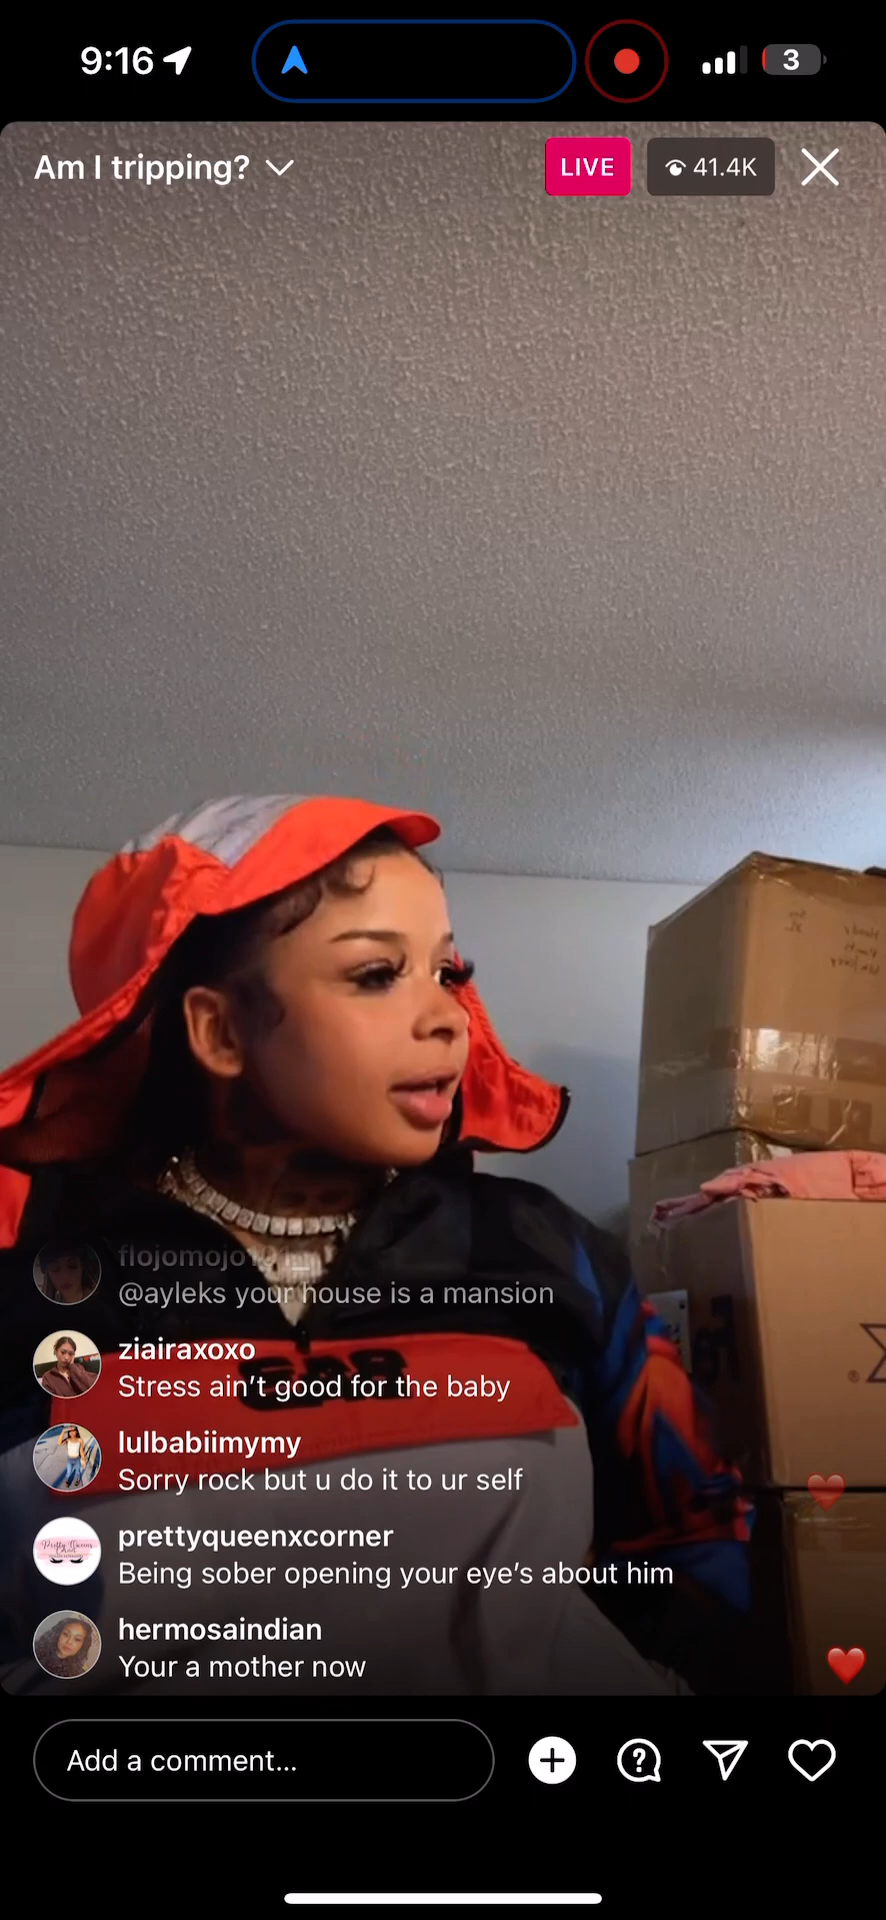 9:16
3
Am I tripping?
LIVE
41.4K
flojomojo
@ayleks your house is a mansion
ziairaxoxo
Stress ain't good for the baby
lulbabiimymy
Sorry rock but u do it to ur self
prettyqueenxcorner
Being sober opening your eye's about him
hermosaindian
Your a mother now
Add a comment...